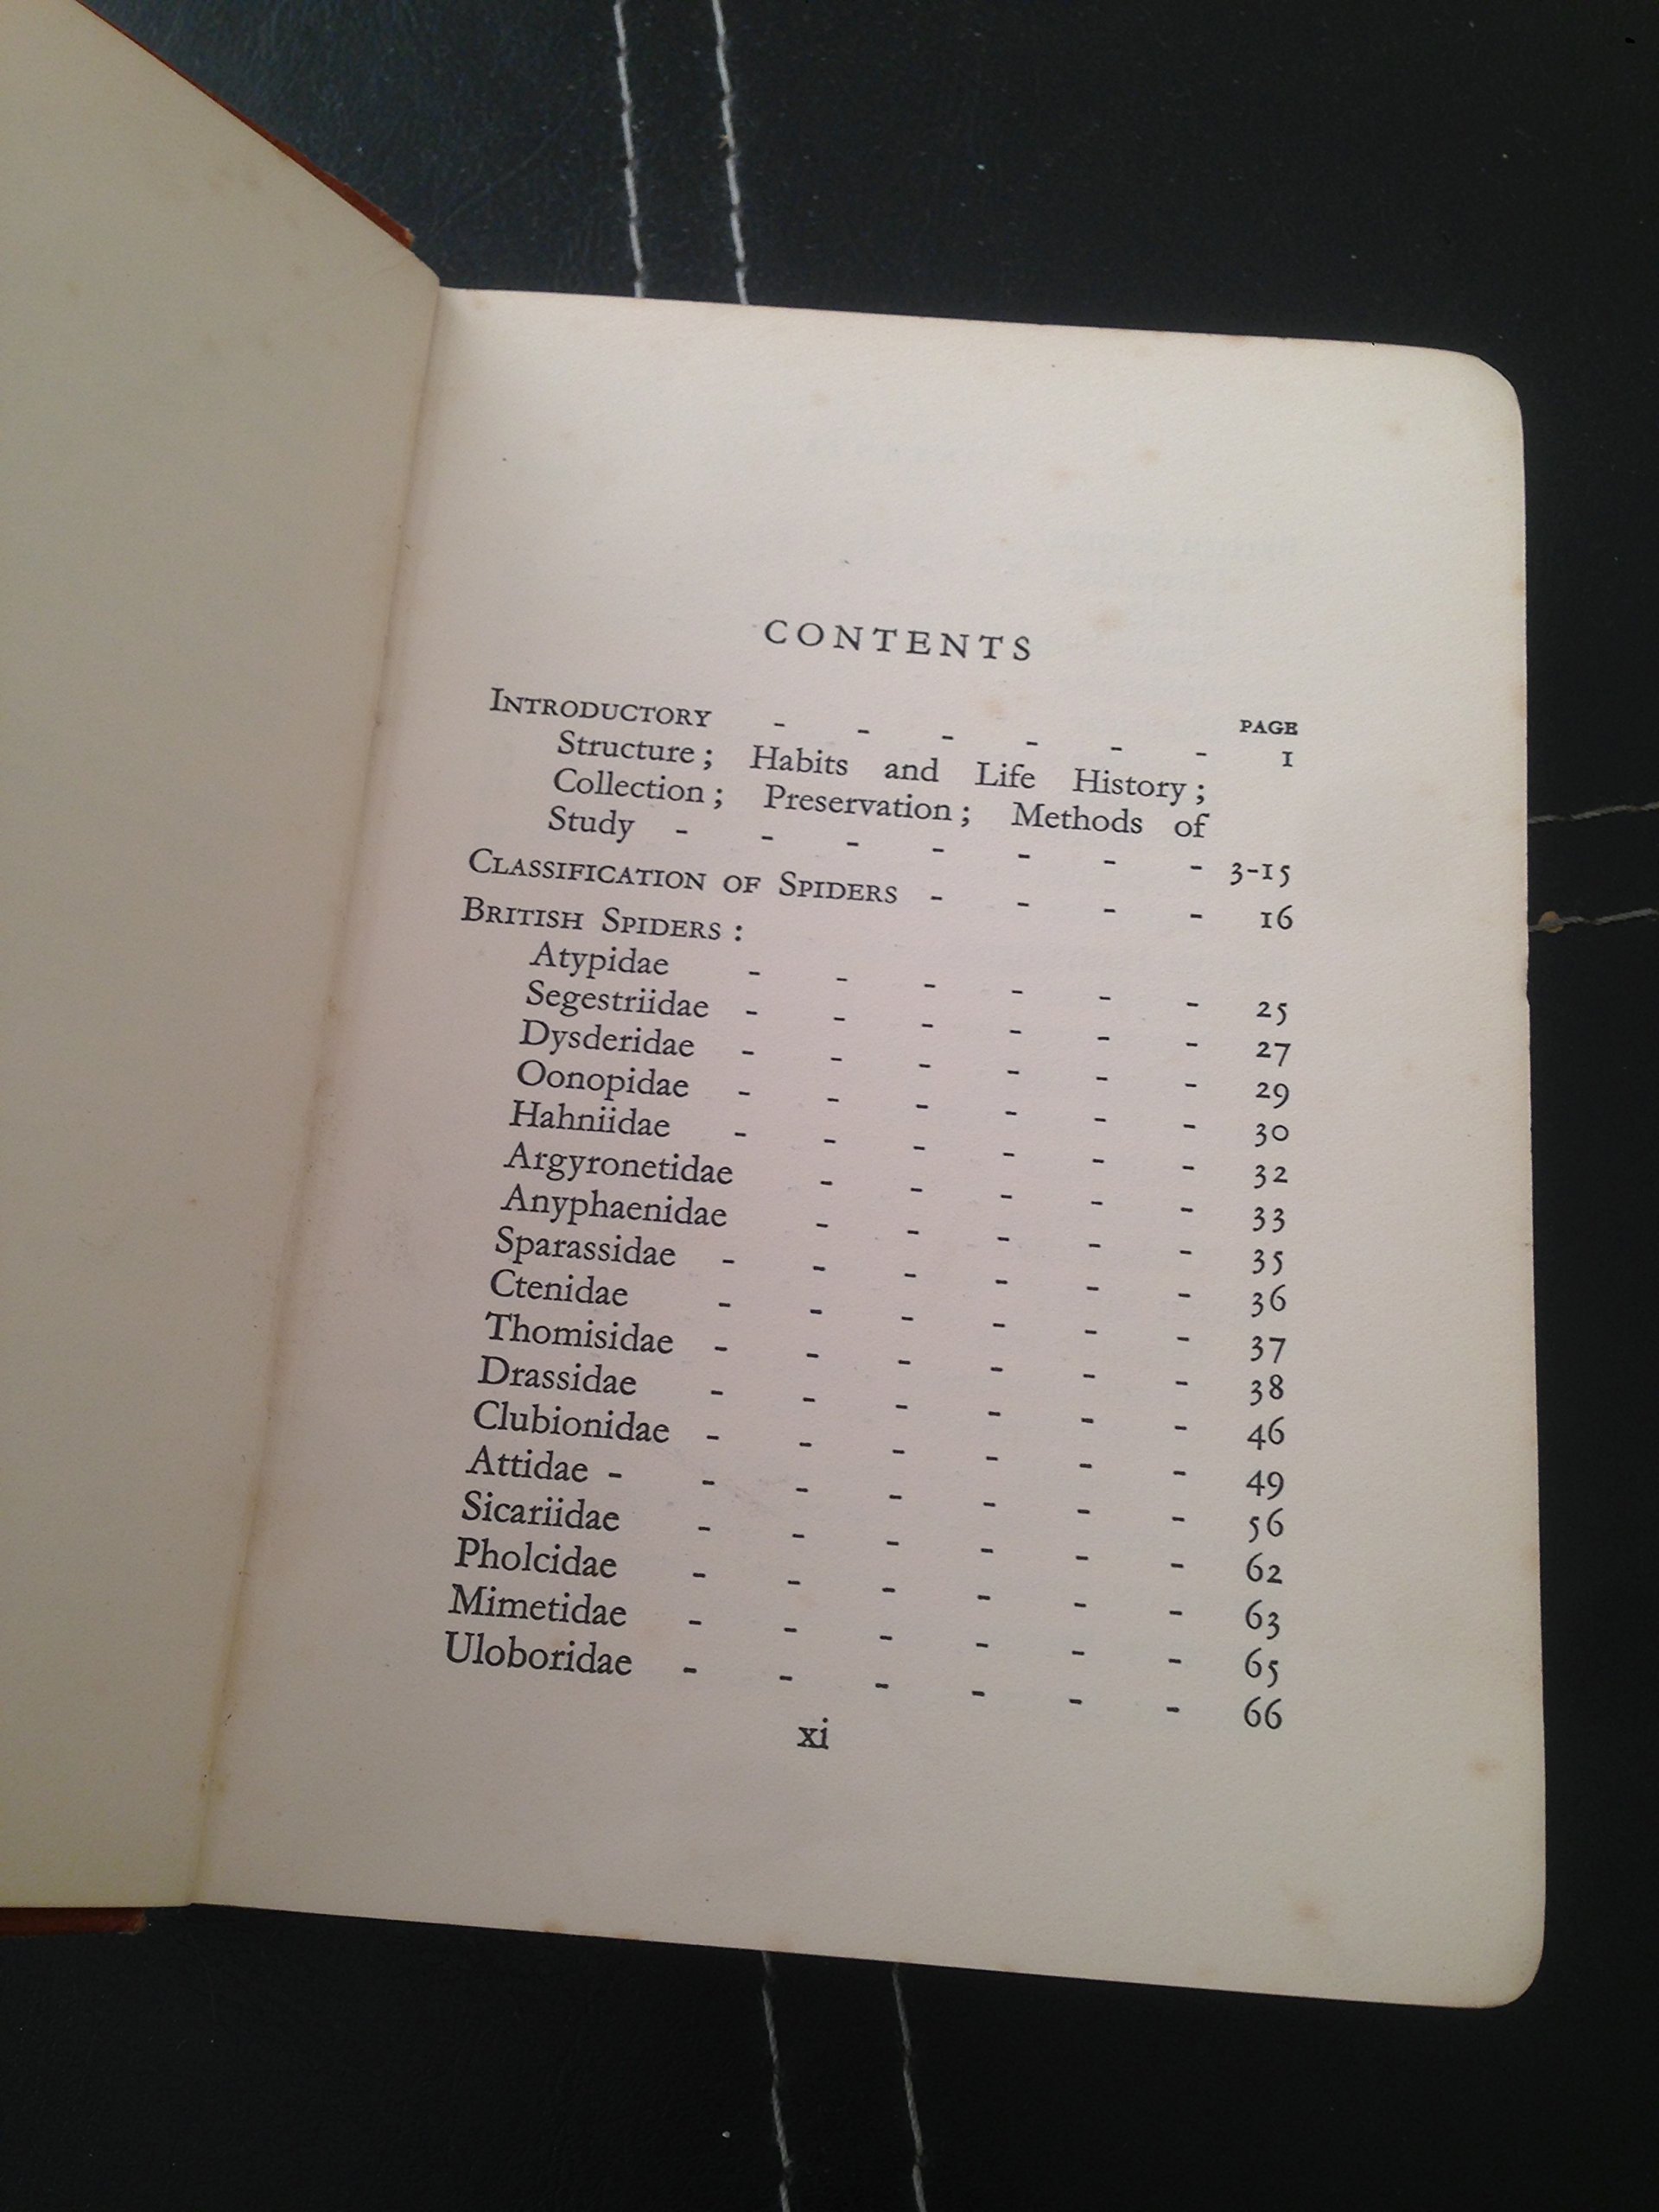 CONTENTS
PAGE
INTRODUCTORY - - - - - - 1
Structure; Habits and Life History;
Collection; Preservation; Methods of
Study - - - - - - - 3-15
CLASSIFICATION OF SPIDERS - - - - 16
BRITISH SPIDERS:
Atypidae - - - - - - 25
Segestriidae - - - - - - 27
Dysderidae - - - - - - 29
Oonopidae - - - - - - 30
Hahniidae - - - - - - 32
Argyronetidae - - - - - 33
Anyphaenidae - - - - - 35
Sparassidae - - - - - - 36
Ctenidae - - - - - - 37
Thomisidae - - - - - - 38
Drassidae - - - - - - 46
Clubionidae - - - - - - 49
Attidae - - - - - - - 56
Sicariidae - - - - - - 62
Pholcidae - - - - - - 63
Mimetidae - - - - - - 65
Uloboridae - - - - - - 66
xi